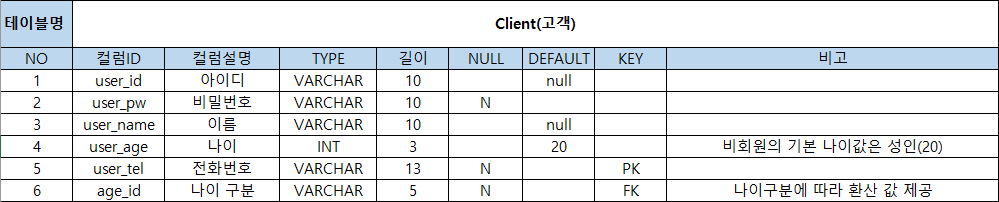 테이블명 Client(고객)
NO 컬럼ID 컬럼설명 TYPE 길이 NULL DEFAULT KEY 비고
1 user_id 아이디 VARCHAR 10 null
2 user_pw 비밀번호 VARCHAR 10 N
3 user_name 이름 VARCHAR 10 null
4 user_age 나이 INT 3 20 비회원의 기본 나이값은 성인(20)
5 user_tel 전화번호 VARCHAR 13 N PK
6 age_id 나이 구분 VARCHAR 5 N FK 나이구분에 따라 환산 값 제공